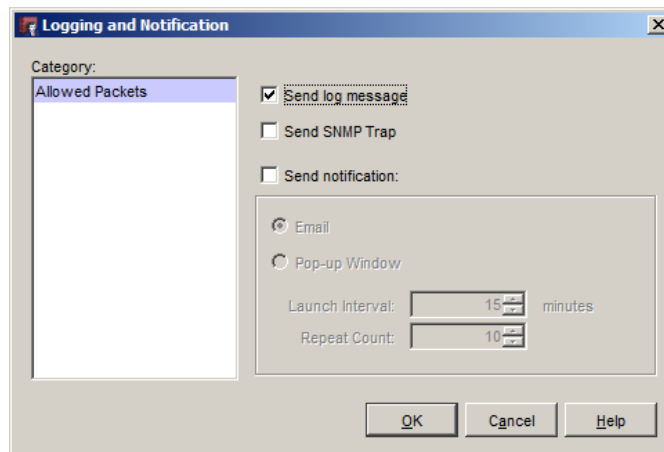 Logging and Notification
Category:
Allowed Packets
Send log message
Send SNMP Trap
Send notification:
Email
Pop-up Window
Launch Interval: 15 minutes
Repeat Count: 10
OK Cancel Help